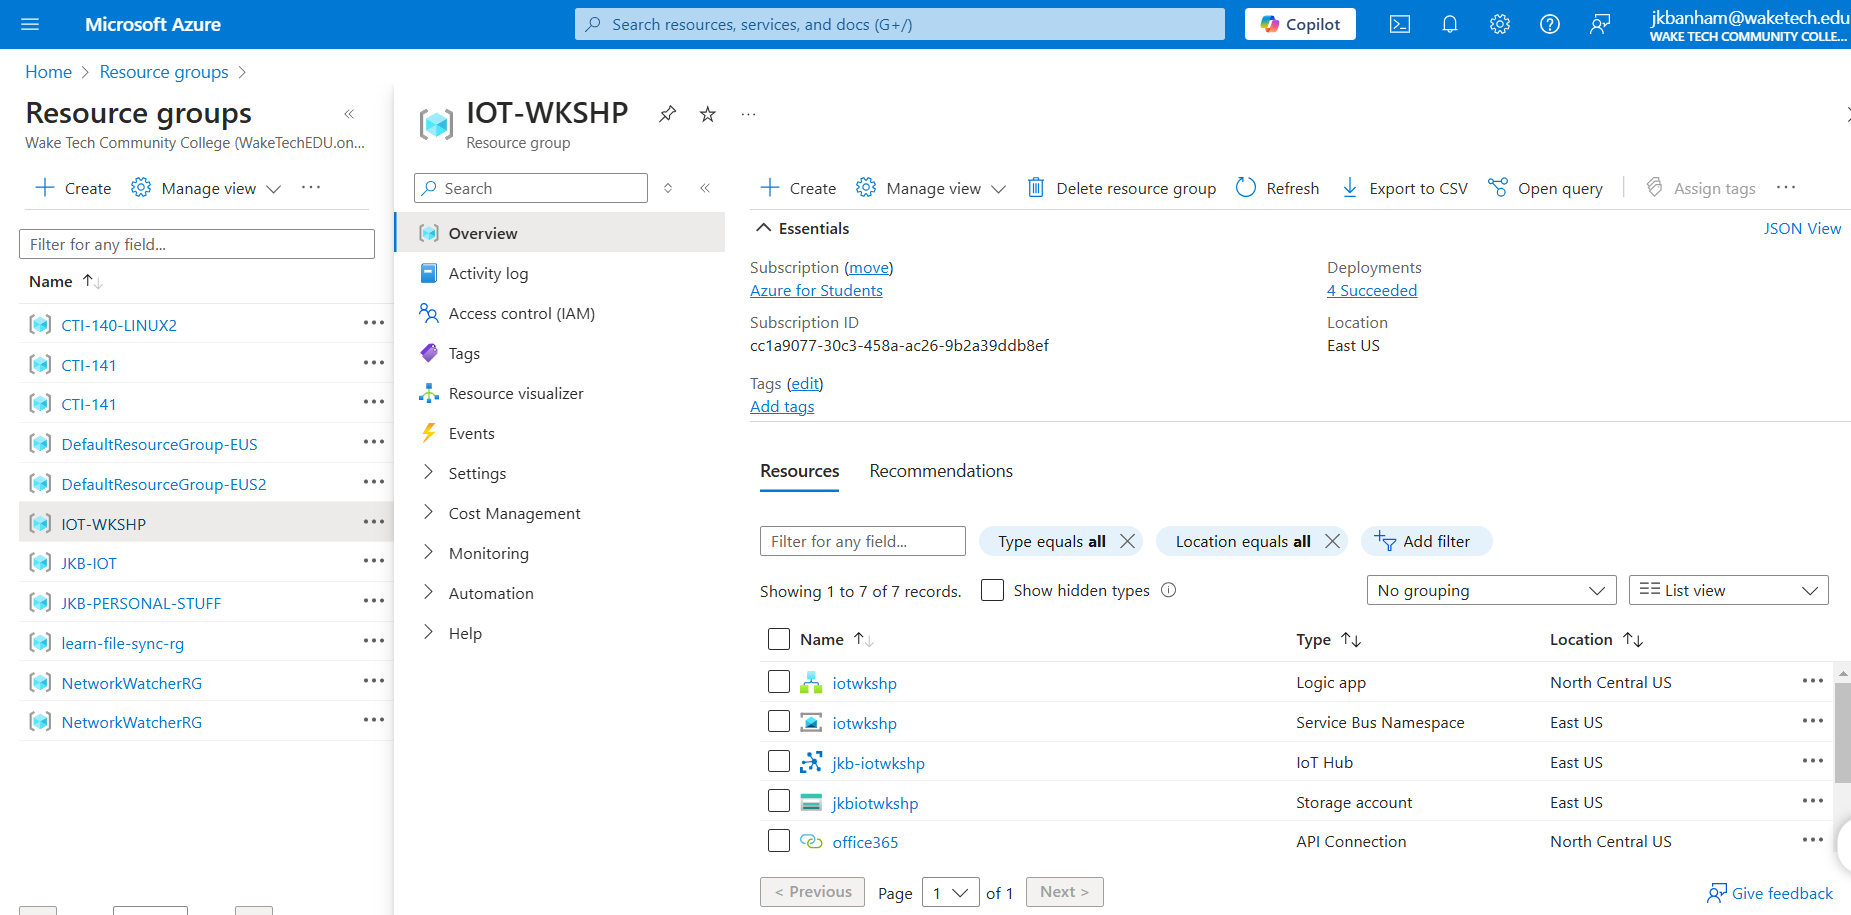 Microsoft Azure
Search resources, services, and docs (G+/)
Copilot
jkbanham@waketech.edu
WAKE TECH COMMUNITY COLLE...
Home > Resource groups >
Resource groups
Wake Tech Community College (WakeTechEDU.on...
Create
Manage view
Filter for any field...
Name
CTI-140-LINUX2
CTI-141
CTI-141
DefaultResourceGroup-EUS
DefaultResourceGroup-EUS2
IOT-WKSHP
JKB-IOT
JKB-PERSONAL-STUFF
learn-file-sync-rg
NetworkWatcherRG
NetworkWatcherRG
IOT-WKSHP
Resource group
Search
Overview
Activity log
Access control (IAM)
Tags
Resource visualizer
Events
Settings
Cost Management
Monitoring
Automation
Help
Create
Manage view
Delete resource group
Refresh
Export to CSV
Open query
Assign tags
Essentials
JSON View
Subscription (move)
Azure for Students
Subscription ID
cc1a9077-30c3-458a-ac26-9b2a39ddb8ef
Deployments
4 Succeeded
Location
East US
Tags (edit)
Add tags
Resources
Recommendations
Filter for any field...
Type equals all
Location equals all
Add filter
Showing 1 to 7 of 7 records.
Show hidden types
No grouping
List view
Name Type Location
iotwkshp Logic app North Central US
iotwkshp Service Bus Namespace East US
jkb-iotwkshp IoT Hub East US
jkbiotwkshp Storage account East US
office365 API Connection North Central US
< Previous
Page 1 of 1
Next >
Give feedback